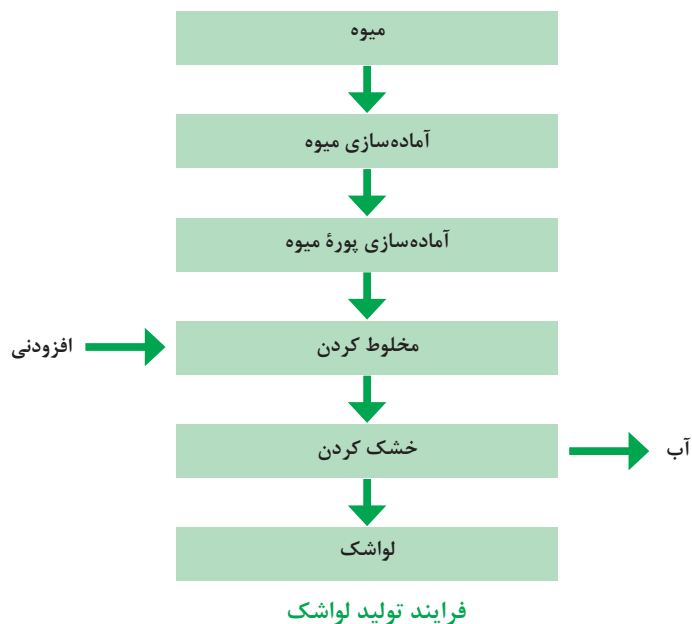 میوه
آماده‌سازی میوه
آماده‌سازی پورهٔ میوه
افزودنی
مخلوط کردن
خشک کردن
آب
لواشک
فرایند تولید لواشک